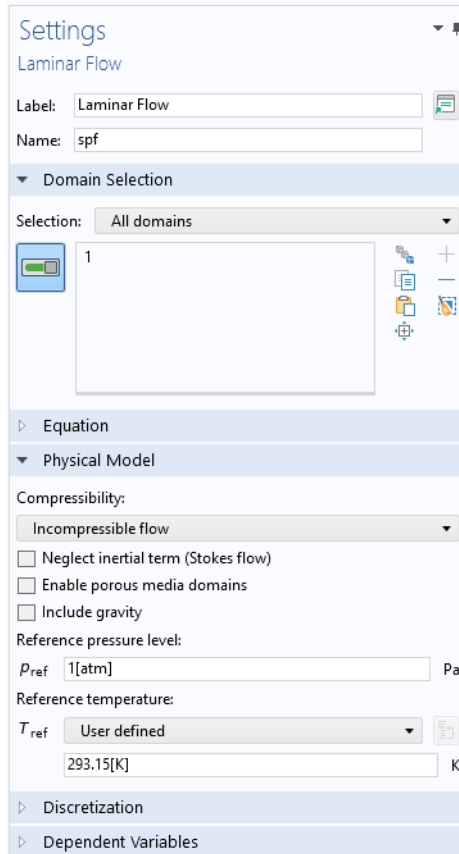 Settings
Laminar Flow
Label: Laminar Flow
Name: spf
Domain Selection
Selection: All domains
1
Equation
Physical Model
Compressibility:
Incompressible flow
Neglect inertial term (Stokes flow)
Enable porous media domains
Include gravity
Reference pressure level:
pref 1[atm] Pa
Reference temperature:
Tref User defined
293.15[K] K
Discretization
Dependent Variables